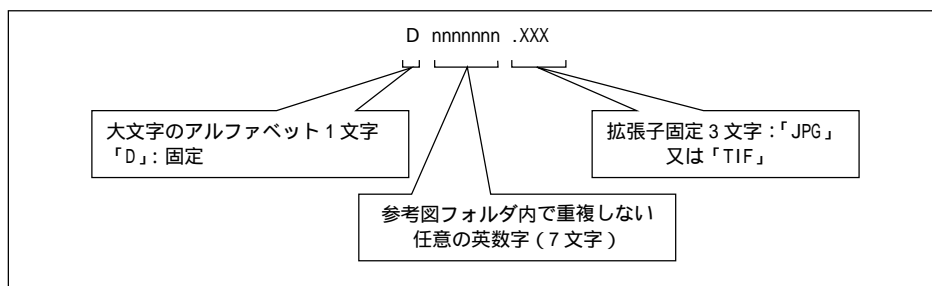 D nnnnnnn .XXX
大文字のアルファベット1文字
「D」：固定
拡張子固定3文字：「JPG」
又は「TIF」
参考図フォルダ内で重複しない
任意の英数字(7文字)